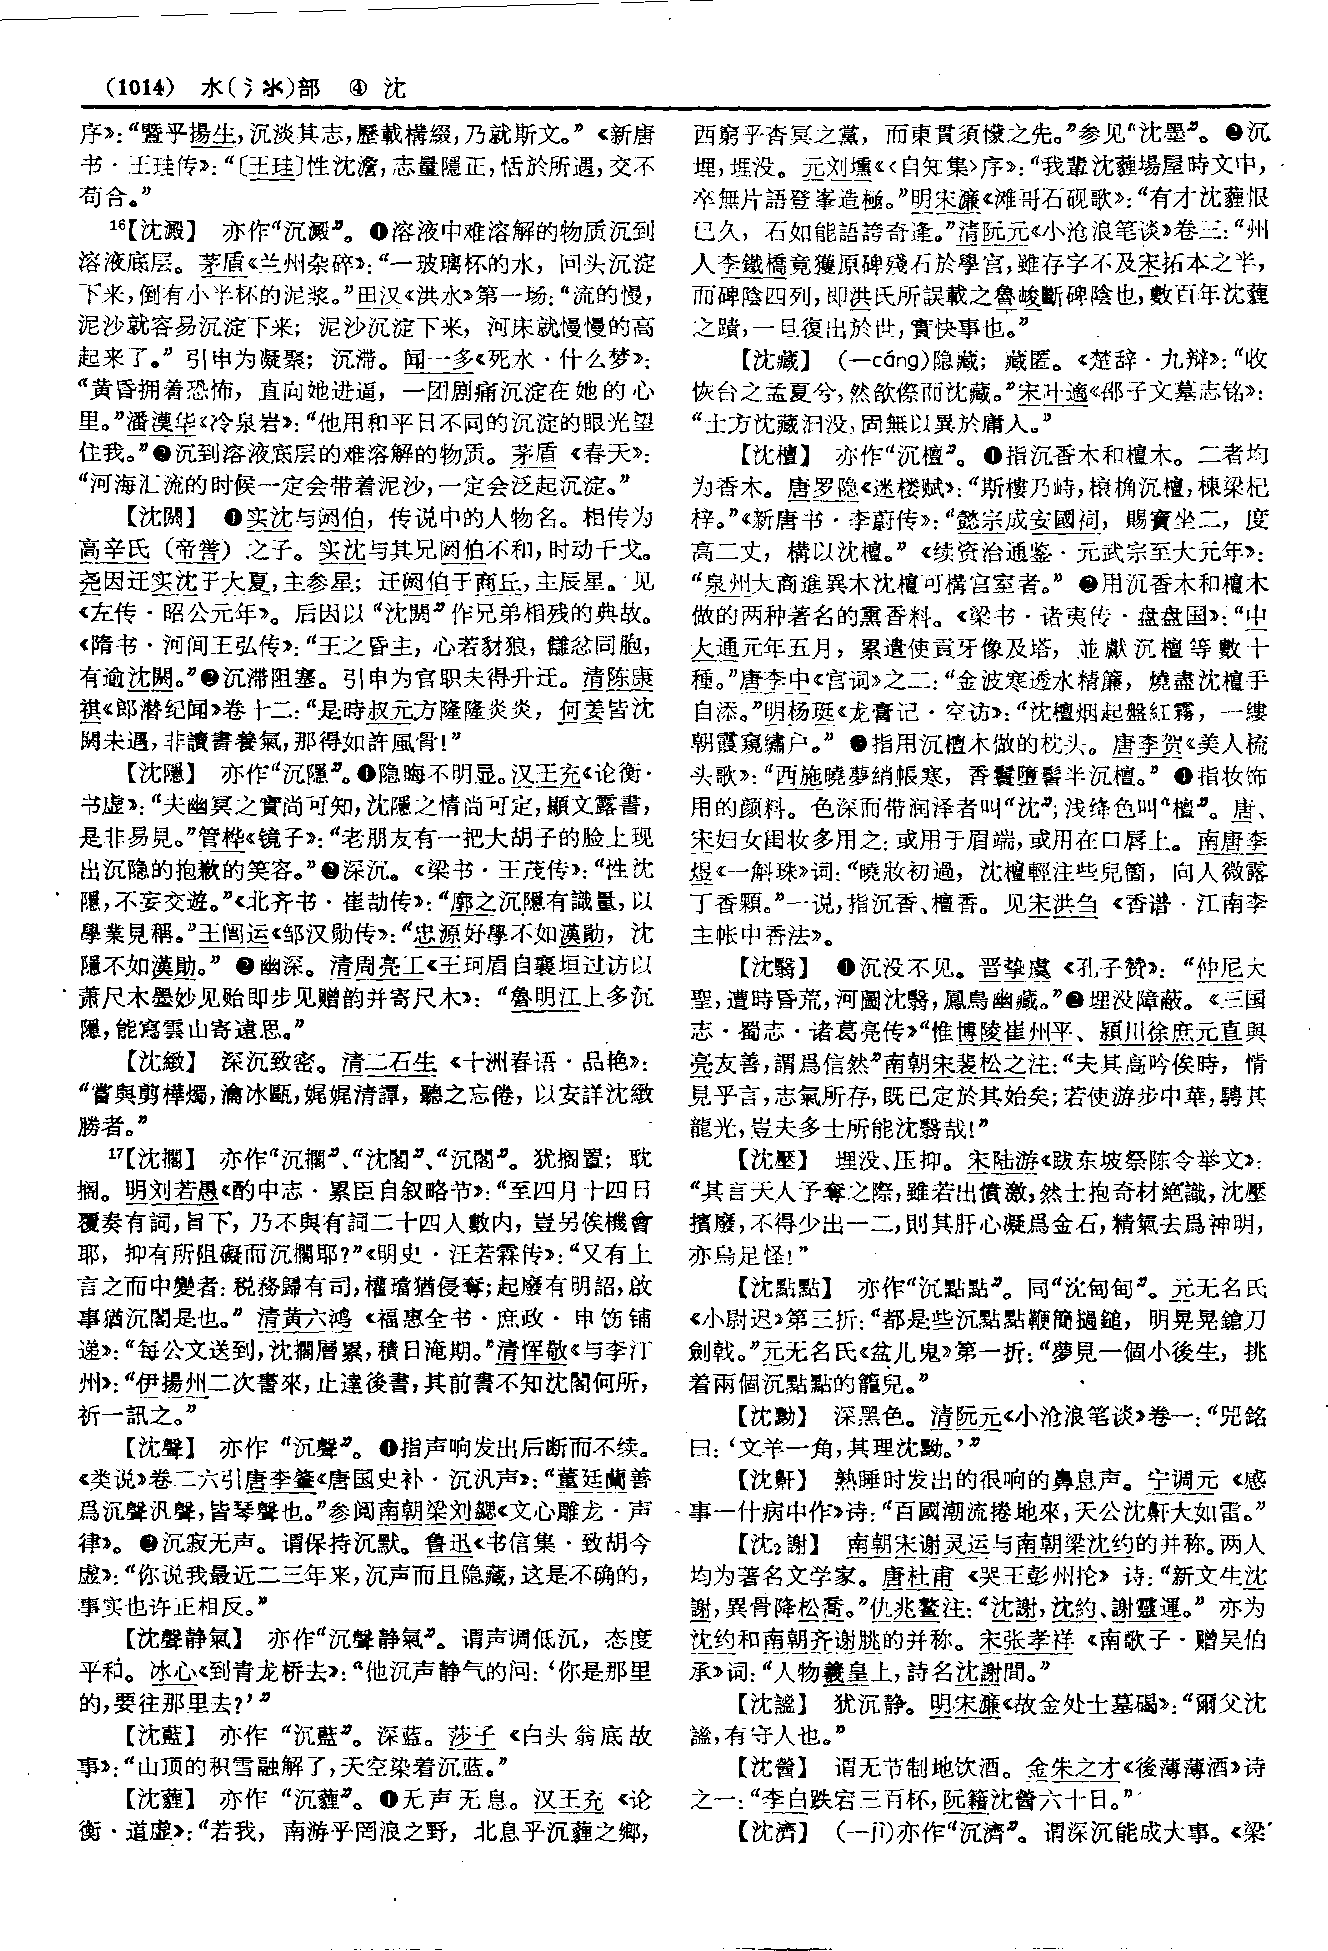 (1014) 水(氵氺)部 ④ 沈
序》：“暨乎揚生，沉淡其志，歷載構綴，乃就斯文。”《新唐
书·王珪传》：“〔王珪〕性沈澹，志量隱正，恬於所遇，交不
苟合。”
16【沈澱】 亦作“沉澱”。❶溶液中难溶解的物质沉到
溶液底层。茅盾《兰州杂碎》：“一玻璃杯的水，回头沉淀
下来，倒有小半杯的泥浆。”田汉《洪水》第一场：“流的慢，
泥沙就容易沉淀下来；泥沙沉淀下来，河床就慢慢的高
起来了。”引申为凝聚；沉滞。闻一多《死水·什么梦》：
“黄昏拥着恐怖，直向她进逼，一团剧痛沉淀在她的心
里。”潘漠华《冷泉岩》：“他用和平日不同的沉淀的眼光望
住我。”❷沉到溶液底层的难溶解的物质。茅盾《春天》：
“河海汇流的时候一定会带着泥沙，一定会泛起沉淀。”
【沈閼】 ❶实沈与阏伯，传说中的人物名。相传为
高辛氏（帝喾）之子。实沈与其兄阏伯不和，时动干戈。
尧因迁实沈于大夏，主参星；迁阏伯于商丘，主辰星。见
《左传·昭公元年》。后因以“沈閼”作兄弟相残的典故。
《隋书·河间王弘传》：“王之昏主，心若豺狼，讎忿同胞，
有逾沈閼。”❷沉滞阻塞。引申为官职未得升迁。清陈康
祺《郎潜纪闻》卷十二：“是時叔元方隆隆炎炎，何姜皆沈
閼未遇，非讀書養氣，那得如許風骨！”
【沈隱】 亦作“沉隱”。❶隐晦不明显。汉王充《论衡·
书虚》：“夫幽冥之實尚可知，沈隱之情尚可定，顯文露書，
是非易見。”管桦《镜子》：“老朋友有一把大胡子的脸上现
出沉隐的抱歉的笑容。”❷深沉。《梁书·王茂传》：“性沈
隱，不妄交遊。”《北齐书·崔劼传》：“廓之沉隱有識量，以
學業見稱。”王闿运《邹汉勋传》：“忠源好學不如漢勛，沈
隱不如漢勛。”❷幽深。清周亮工《王珂眉自襄垣过访以
萧尺木墨妙见贻即步见赠韵并寄尺木》：“魯明江上多沉
隱，能寫雲山寄遠思。”
【沈緻】 深沉致密。清二石生《十洲春语·品艳》：
“嘗與剪樺燭，瀹冰甌，娓娓清譚，聽之忘倦，以安詳沈緻
勝者。”
17【沈擱】 亦作“沉擱”、“沈閣”、“沉閣”。犹搁置；耽
搁。明刘若愚《酌中志·累臣自叙略节》：“至四月十四日
覆奏有詞，旨下，乃不與有詞二十四人數内，豈另俟機會
耶，抑有所阻礙而沉擱耶？”《明史·汪若霖传》：“又有上
言之而中變者：税務歸有司，權璫猶侵奪；起廢有明詔，啟
事猶沉閣是也。”清黄六鸿《福惠全书·庶政·申饬铺
递》：“每公文送到，沈擱層累，積日淹期。”清恽敬《与李汀
州》：“伊揚州二次書來，止達後書，其前書不知沈閣何所，
祈一訊之。”
【沈聲】 亦作“沉聲”。❶指声响发出后断而不续。
《类说》卷二六引唐李肇《唐国史补·沉汎声》：“董廷蘭善
爲沉聲汎聲，皆琴聲也。”参阅南朝梁刘勰《文心雕龙·声
律》。❷沉寂无声。谓保持沉默。鲁迅《书信集·致胡今
虚》：“你说我最近二三年来，沉声而且隐藏，这是不确的，
事实也许正相反。”
【沈聲静氣】 亦作“沉聲静氣”。谓声调低沉，态度
平和。冰心《到青龙桥去》：“他沉声静气的问：‘你是那里
的，要往那里去？’”
【沈藍】 亦作“沉藍”。深蓝。莎子《白头翁底故
事》：“山顶的积雪融解了，天空染着沉蓝。”
【沈薶】 亦作“沉薶”。❶无声无息。汉王充《论
衡·道虚》：“若我，南游乎罔浪之野，北息乎沉薶之鄉，
西窮乎杳冥之黨，而東貫須懞之先。”参见“沈墨”。❷沉
埋，埋没。元刘壎《〈自知集〉序》：“我輩沈薶場屋時文中，
卒無片語登峯造極。”明宋濂《滩哥石砚歌》：“有才沈薶恨
已久，石如能語誇奇逢。”清阮元《小沧浪笔谈》卷三：“州
人李鐵橋竟獲原碑殘石於學宫，雖存字不及宋拓本之半，
而碑陰四列，即洪氏所誤載之魯峻斷碑陰也，數百年沈薶
之蹟，一旦復出於世，實快事也。”
【沈藏】 （—cáng）隐藏；藏匿。《楚辞·九辩》：“收
恢台之孟夏兮，然欿傺而沈藏。”宋叶適《邵子文墓志铭》：
“士方沈藏汩没，固無以異於庸人。”
【沈檀】 亦作“沉檀”。❶指沉香木和檀木。二者均
为香木。唐罗隐《迷楼赋》：“斯樓乃峙，榱桷沉檀，棟梁杞
梓。”《新唐书·李蔚传》：“懿宗成安國祠，賜寶坐二，度
高二丈，構以沈檀。”《续资治通鉴·元武宗至大元年》：
“泉州大商進異木沈檀可構宫室者。”❷用沉香木和檀木
做的两种著名的熏香料。《梁书·诸夷传·盘盘国》：“中
大通元年五月，累遣使貢牙像及塔，並獻沉檀等數十
種。”唐李中《宫词》之二：“金波寒透水精簾，燒盡沈檀手
自添。”明杨珽《龙膏记·空访》：“沈檀烟起盤紅霧，一縷
朝霞窺繡户。”❸指用沉檀木做的枕头。唐李贺《美人梳
头歌》：“西施曉夢綃帳寒，香鬟墮髻半沉檀。”❹指妆饰
用的颜料。色深而带润泽者叫“沈”；浅绛色叫“檀”。唐、
宋妇女闺妆多用之：或用于眉端，或用在口唇上。南唐李
煜《一斛珠》词：“曉妝初過，沈檀輕注些兒箇，向人微露
丁香顆。”一说，指沉香、檀香。见宋洪刍《香谱·江南李
主帐中香法》。
【沈翳】 ❶沉没不见。晋挚虞《孔子赞》：“仲尼大
聖，遭時昏荒，河圖沈翳，鳳鳥幽藏。”❷埋没障蔽。《三国
志·蜀志·诸葛亮传》“惟博陵崔州平、潁川徐庶元直與
亮友善，謂爲信然”南朝宋裴松之注：“夫其高吟俟時，情
見乎言，志氣所存，既已定於其始矣；若使游步中華，騁其
龍光，豈夫多士所能沈翳哉！”
【沈壓】 埋没、压抑。宋陆游《跋东坡祭陈令举文》：
“其言天人予奪之際，雖若出憤激，然士抱奇材絶識，沈壓
擯廢，不得少出一二，則其肝心凝爲金石，精氣去爲神明，
亦烏足怪！”
【沈點點】 亦作“沉點點”。同“沈甸甸”。元无名氏
《小尉迟》第三折：“都是些沉點點鞭簡撾鎚，明晃晃鎗刀
劍戟。”元无名氏《盆儿鬼》第一折：“夢見一個小後生，挑
着兩個沉點點的籠兒。”
【沈黝】 深黑色。清阮元《小沧浪笔谈》卷一：“兕銘
曰：‘文羊一角，其理沈黝。’”
【沈鼾】 熟睡时发出的很响的鼻息声。宁调元《感
事一什病中作》诗：“百國潮流捲地來，天公沈鼾大如雷。”
【沈2謝】 南朝宋谢灵运与南朝梁沈约的并称。两人
均为著名文学家。唐杜甫《哭王彭州抡》诗：“新文生沈
謝，異骨降松喬。”仇兆鳌注：“沈謝，沈约、謝靈運。”亦为
沈约和南朝齐谢朓的并称。宋张孝祥《南歌子·赠吴伯
承》词：“人物羲皇上，詩名沈謝間。”
【沈謐】 犹沉静。明宋濂《故金处士墓碣》：“爾父沈
謐，有守人也。”
【沈醟】 谓无节制地饮酒。金朱之才《後薄薄酒》诗
之一：“李白跌宕三百杯，阮籍沈醟六十日。”
【沈濟】 （—jǐ）亦作“沉濟”。谓深沉能成大事。《梁